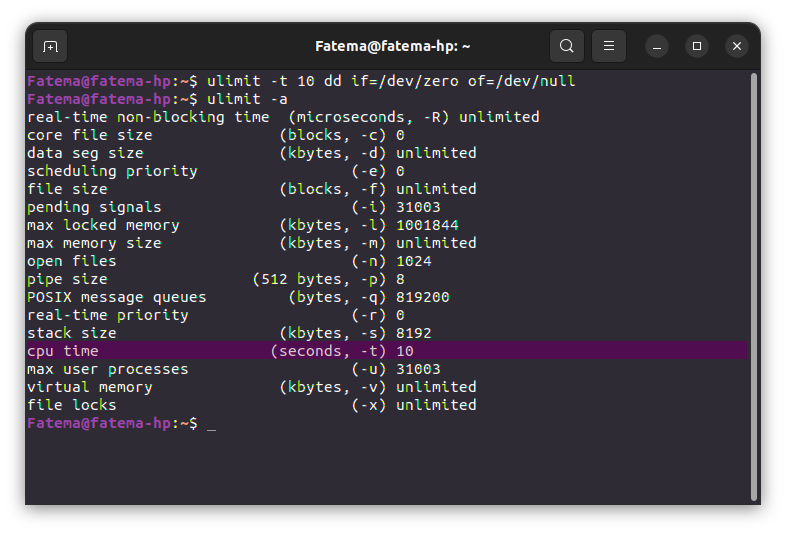 Fatema@fatema-hp: ~
Fatema@fatema-hp:~$ ulimit -t 10 dd if=/dev/zero of=/dev/null
Fatema@fatema-hp:~$ ulimit -a
real-time non-blocking time  (microseconds, -R) unlimited
core file size              (blocks, -c) 0
data seg size               (kbytes, -d) unlimited
scheduling priority                 (-e) 0
file size                   (blocks, -f) unlimited
pending signals                     (-i) 31003
max locked memory           (kbytes, -l) 1001844
max memory size             (kbytes, -m) unlimited
open files                          (-n) 1024
pipe size                (512 bytes, -p) 8
POSIX message queues         (bytes, -q) 819200
real-time priority                  (-r) 0
stack size                  (kbytes, -s) 8192
cpu time                   (seconds, -t) 10
max user processes                  (-u) 31003
virtual memory              (kbytes, -v) unlimited
file locks                          (-x) unlimited
Fatema@fatema-hp:~$ _